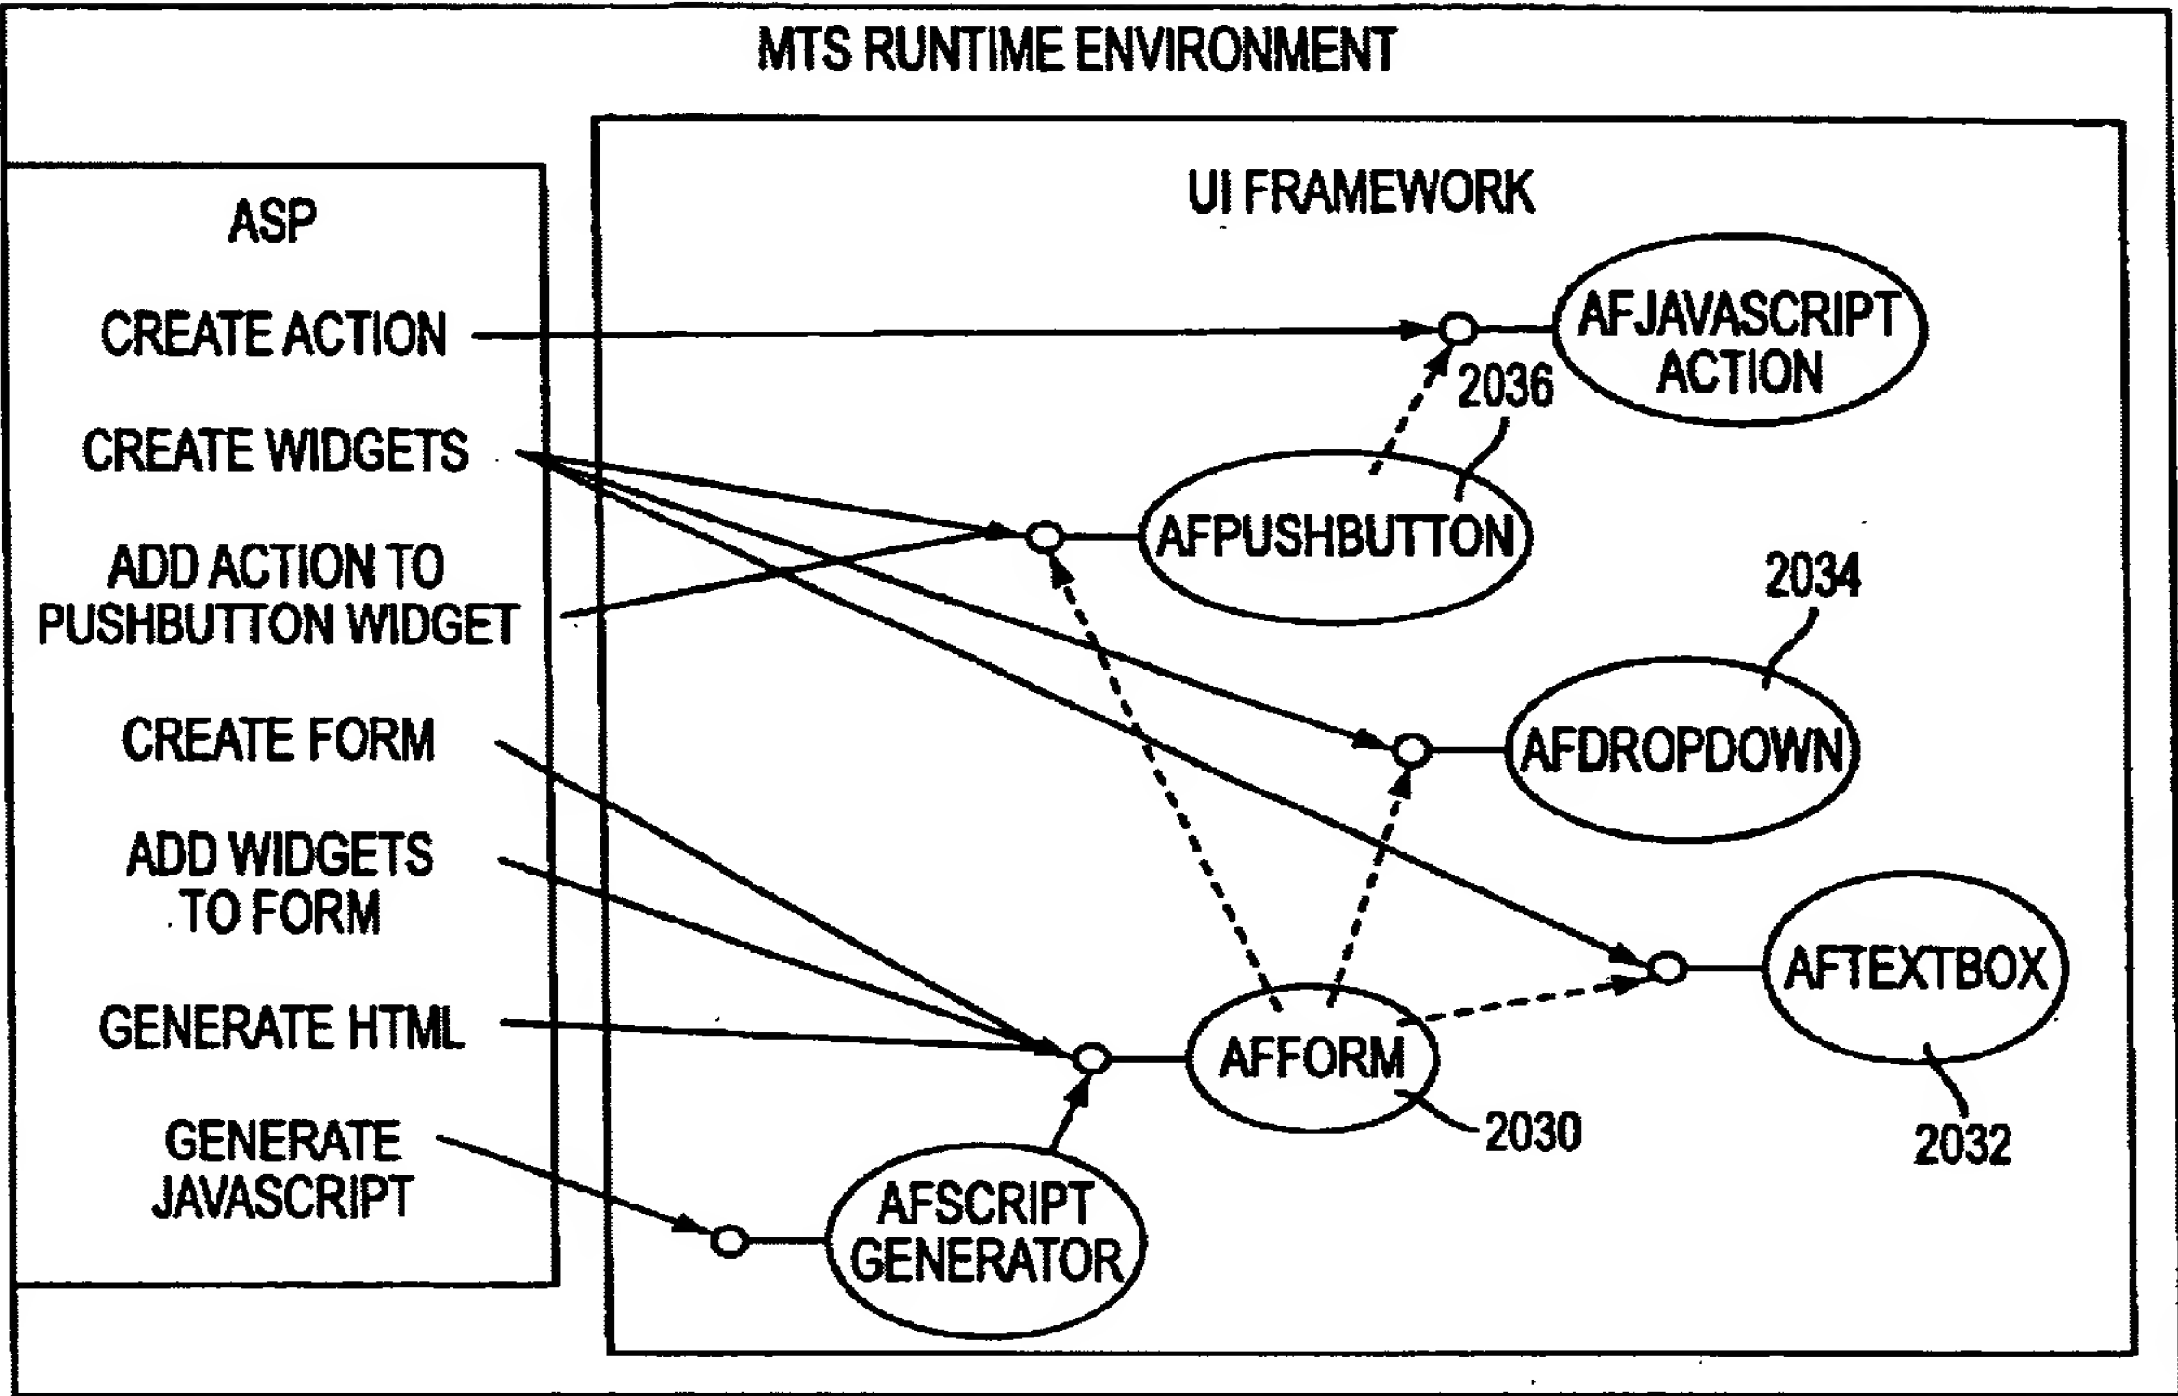 MTS RUNTIME ENVIRONMENT
ASP
CREATE ACTION
CREATE WIDGETS
ADD ACTION TO
PUSHBUTTON WIDGET
CREATE FORM
ADD WIDGETS
TO FORM
GENERATE HTML
GENERATE
JAVASCRIPT
UI FRAMEWORK
AFJAVASCRIPT
ACTION
2036
AFPUSHBUTTON
2034
AFDROPDOWN
AFTEXTBOX
2032
AFFORM
2030
AFSCRIPT
GENERATOR